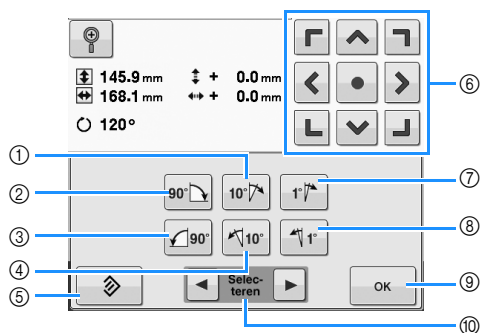 145.9 mm + 0.0 mm
168.1 mm + 0.0 mm
120°
⑥
①
②
③
④
⑤
90° 10° 1°
90° 10° 1°
⑦
⑧
⑨
⑩
Selec-
teren
OK